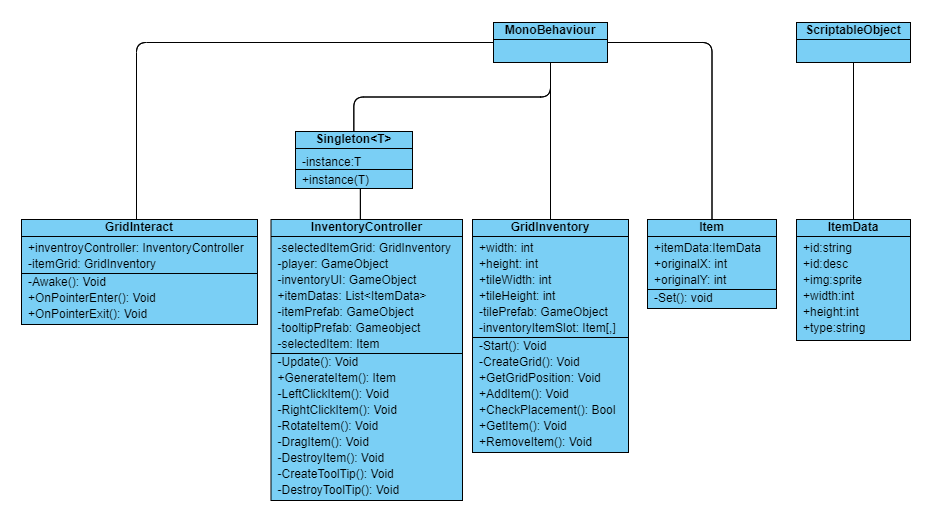 MonoBehaviour
ScriptableObject
Singleton<T>
-instance:T
+instance(T)
GridInteract
+inventroyController: InventoryController
-itemGrid: GridInventory
-Awake(): Void
+OnPointerEnter(): Void
+OnPointerExit(): Void
InventoryController
-selectedItemGrid: GridInventory
-player: GameObject
-inventoryUI: GameObject
+itemDatas: List<ItemData>
-itemPrefab: GameObject
-tooltipPrefab: Gameobject
-selectedItem: Item
-Update(): Void
+GenerateItem(): Item
-LeftClickItem(): Void
-RightClickItem(): Void
-RotateItem(): Void
-DragItem(): Void
-DestroyItem(): Void
-CreateToolTip(): Void
-DestroyToolTip(): Void
GridInventory
+width: int
+height: int
+tileWidth: int
+tileHeight: int
-tilePrefab: GameObject
-inventoryItemSlot: Item[,]
-Start(): Void
-CreateGrid(): Void
+GetGridPosition: Void
+AddItem(): Void
+CheckPlacement(): Bool
+GetItem(): Void
+RemoveItem(): Void
Item
+itemData:ItemData
+originalX: int
+originalY: int
-Set(): void
ItemData
+id:string
+id:desc
+img:sprite
+width:int
+height:int
+type:string